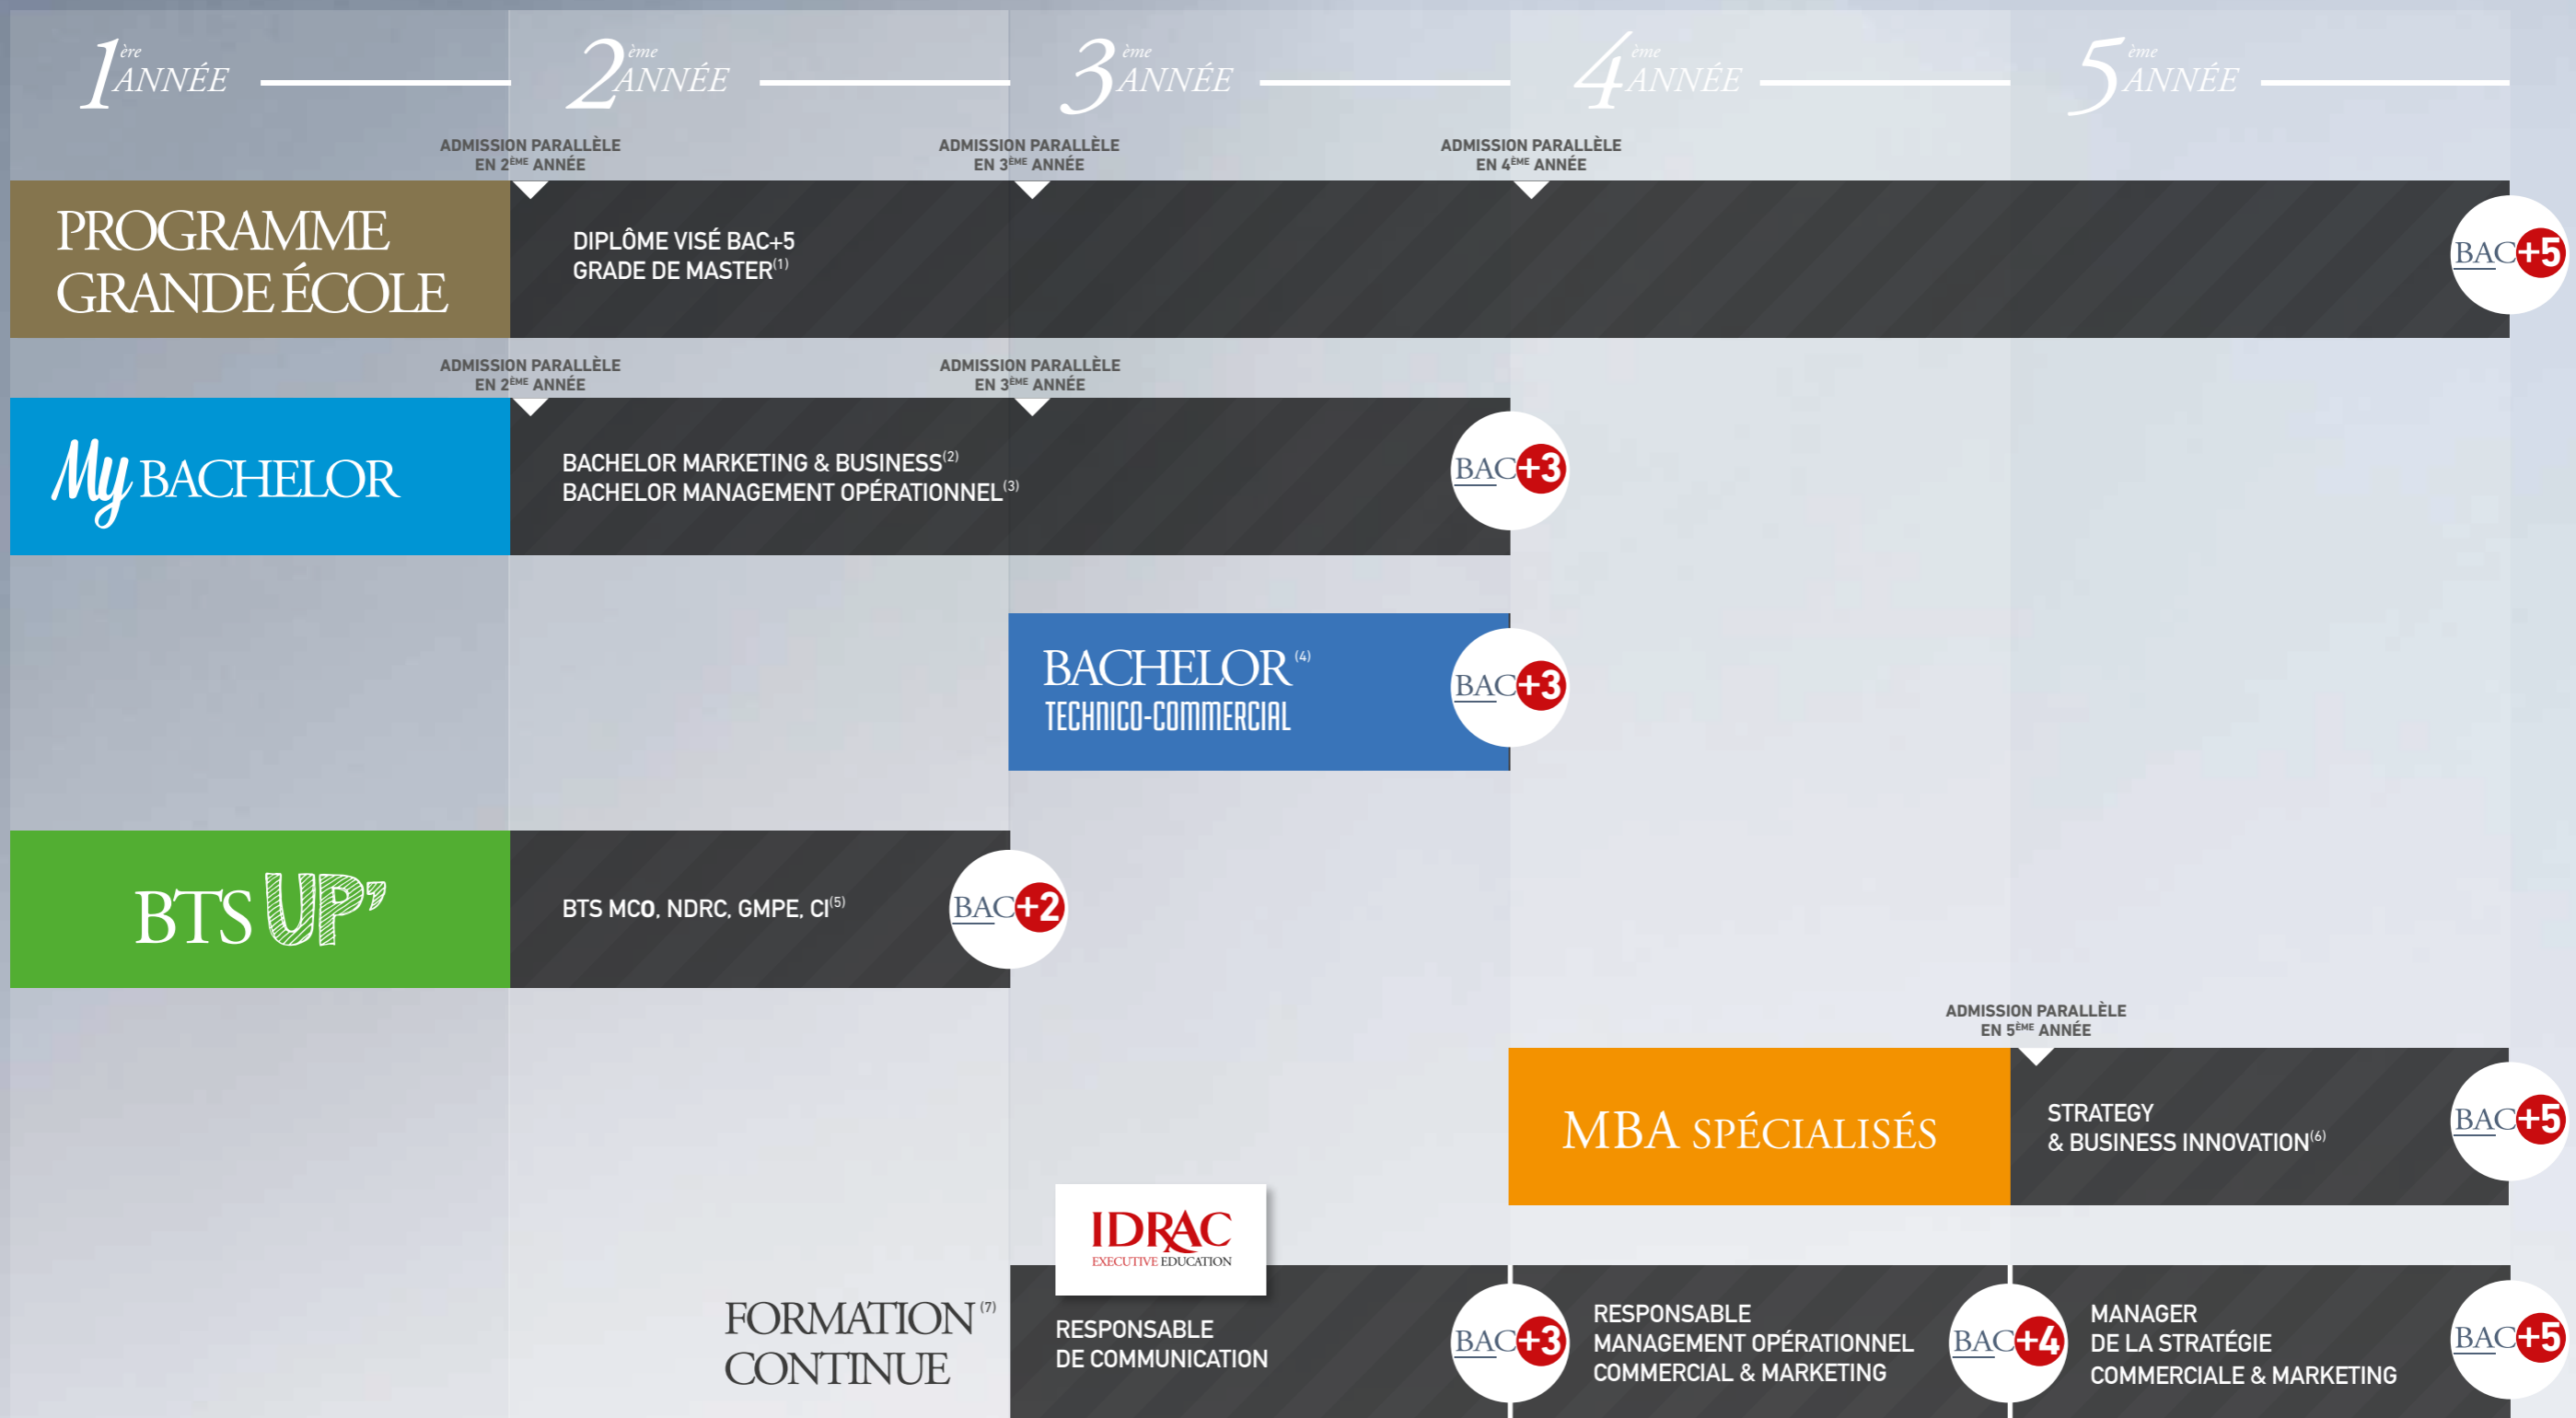 1ère ANNÉE
2ème ANNÉE
3ème ANNÉE
4ème ANNÉE
5ème ANNÉE
ADMISSION PARALLÈLE
EN 2ÈME ANNÉE
ADMISSION PARALLÈLE
EN 3ÈME ANNÉE
ADMISSION PARALLÈLE
EN 4ÈME ANNÉE
PROGRAMME
GRANDE ÉCOLE
DIPLÔME VISÉ BAC+5
GRADE DE MASTER(1)
BAC+5
ADMISSION PARALLÈLE
EN 2ÈME ANNÉE
ADMISSION PARALLÈLE
EN 3ÈME ANNÉE
My BACHELOR
BACHELOR MARKETING & BUSINESS(2)
BACHELOR MANAGEMENT OPÉRATIONNEL(3)
BAC+3
BACHELOR(4)
TECHNICO-COMMERCIAL
BAC+3
BTS UP'
BTS MCO, NDRC, GMPE, CI(5)
BAC+2
ADMISSION PARALLÈLE
EN 5ÈME ANNÉE
MBA SPÉCIALISÉS
STRATEGY
& BUSINESS INNOVATION(6)
BAC+5
IDRAC
EXECUTIVE EDUCATION
FORMATION(7)
CONTINUE
RESPONSABLE
DE COMMUNICATION
BAC+3
RESPONSABLE
MANAGEMENT OPÉRATIONNEL
COMMERCIAL & MARKETING
BAC+4
MANAGER
DE LA STRATÉGIE
COMMERCIALE & MARKETING
BAC+5